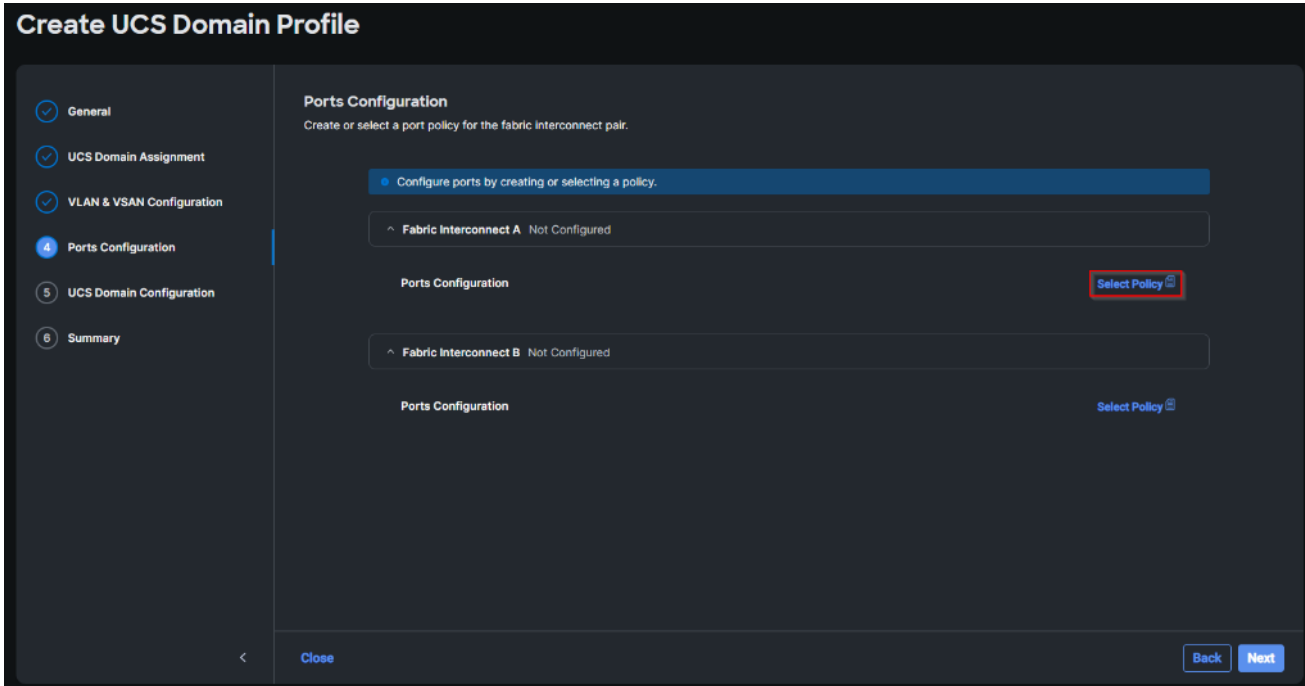 Create UCS Domain Profile
General
UCS Domain Assignment
VLAN & VSAN Configuration
4 Ports Configuration
5 UCS Domain Configuration
6 Summary
Ports Configuration
Create or select a port policy for the fabric interconnect pair.
Configure ports by creating or selecting a policy.
Fabric Interconnect A Not Configured
Ports Configuration Select Policy
Fabric Interconnect B Not Configured
Ports Configuration Select Policy
Close Back Next